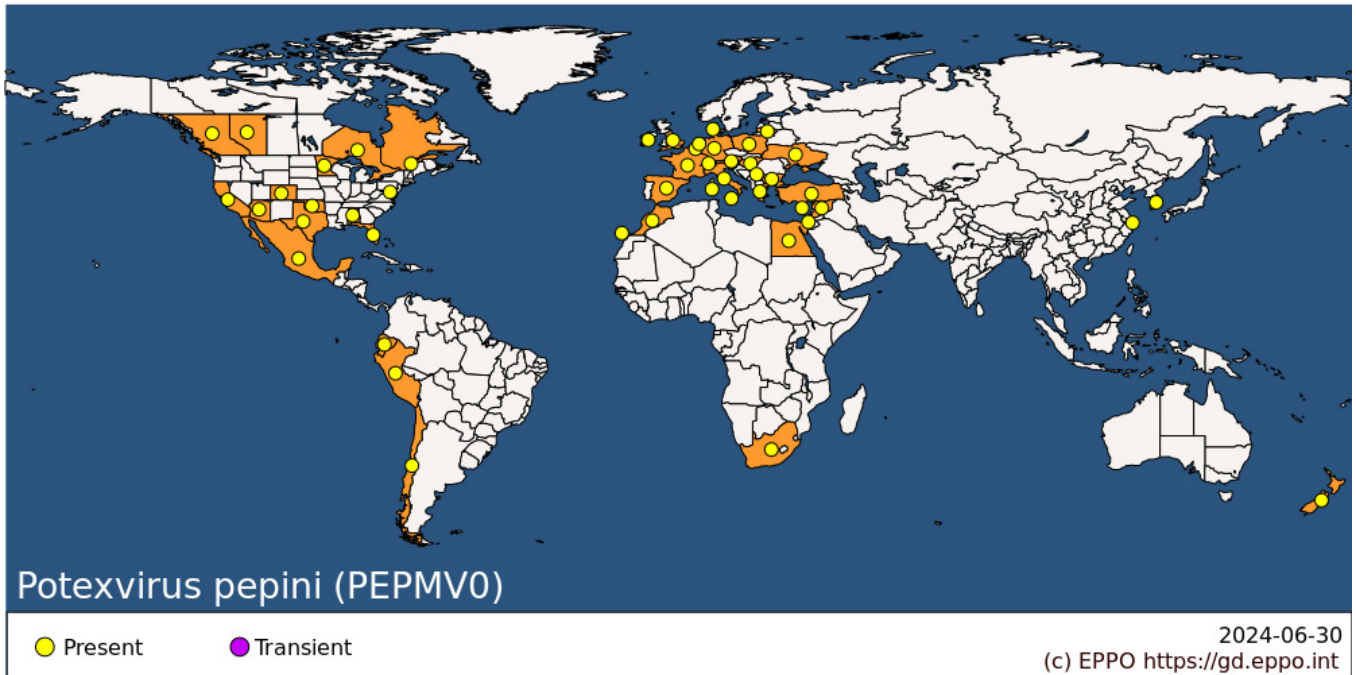 Potexvirus pepini (PEPMV0)
Present
Transient
2024-06-30
(c) EPPO https://gd.eppo.int